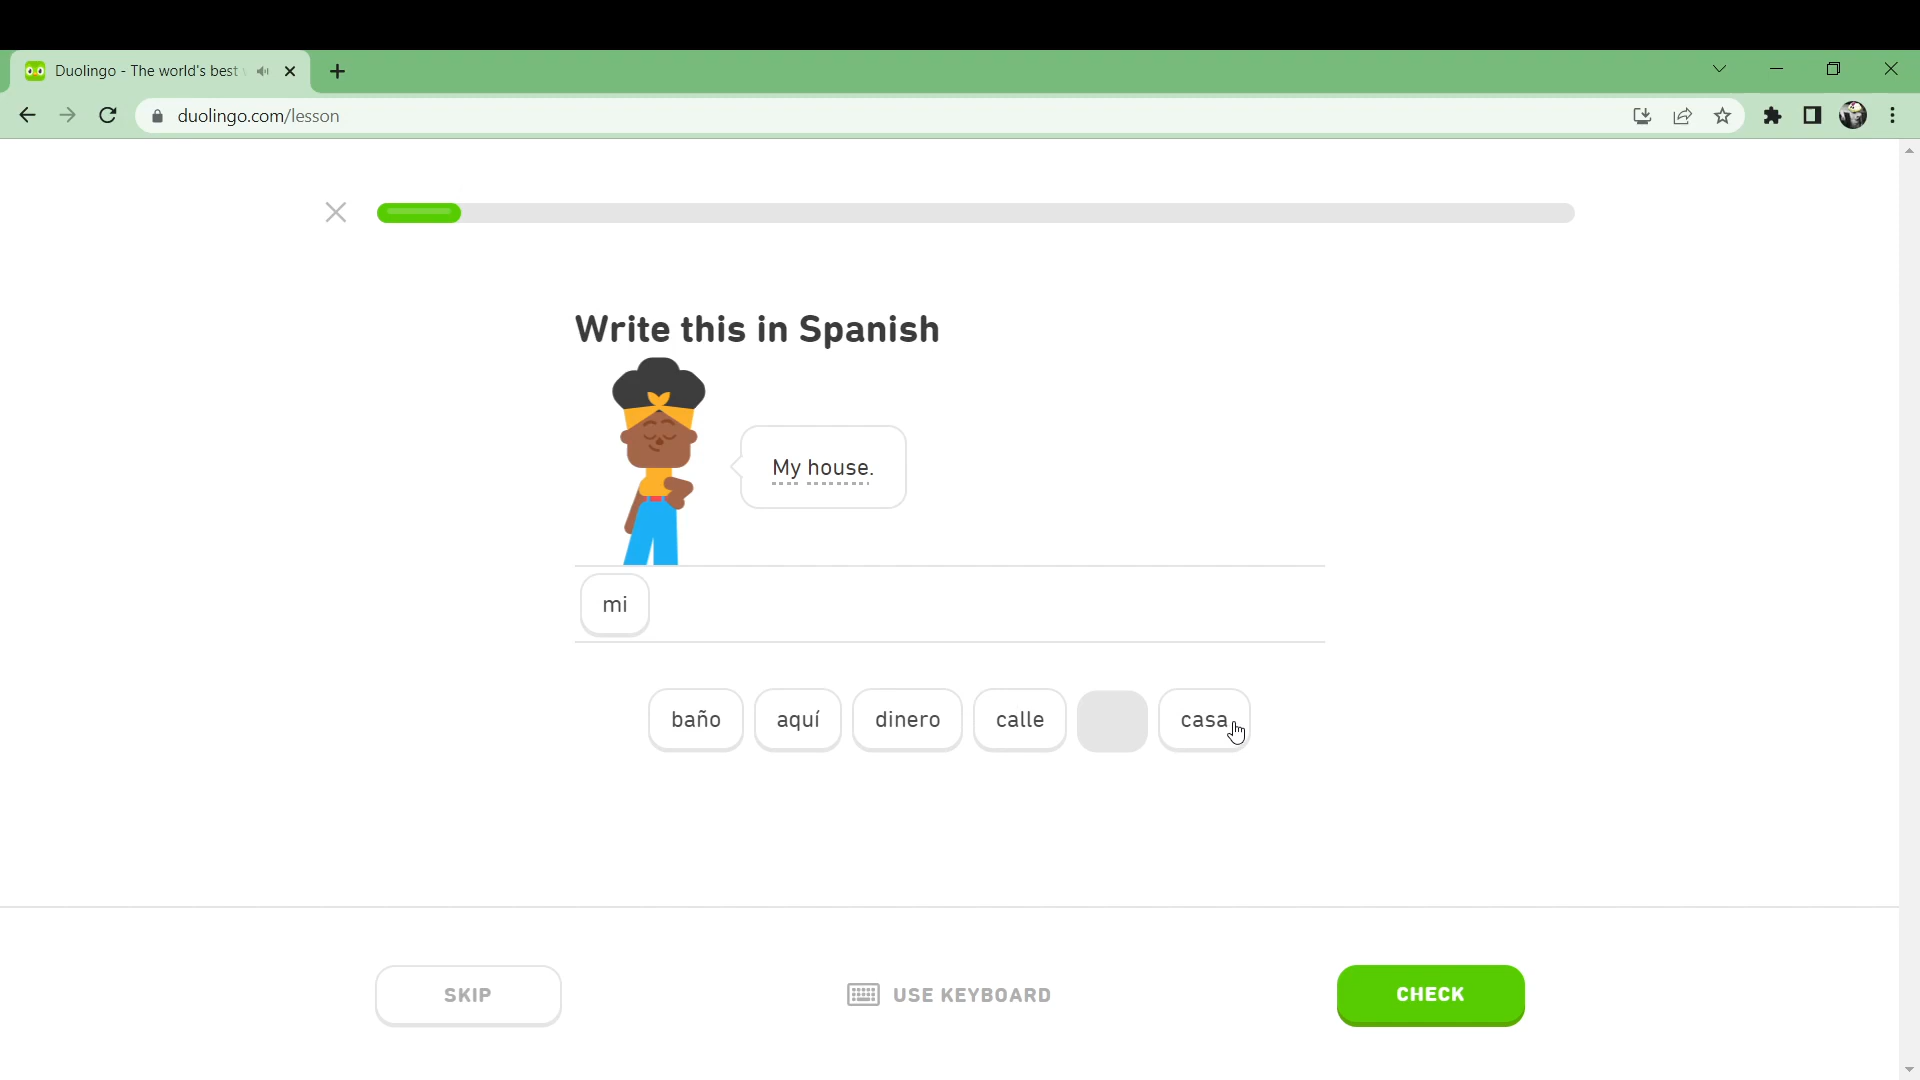 Duolingo - The world's best
duolingo.com/lesson
Write this in Spanish
My house.
mi
baño aquí dinero calle casa
SKIP USE KEYBOARD CHECK